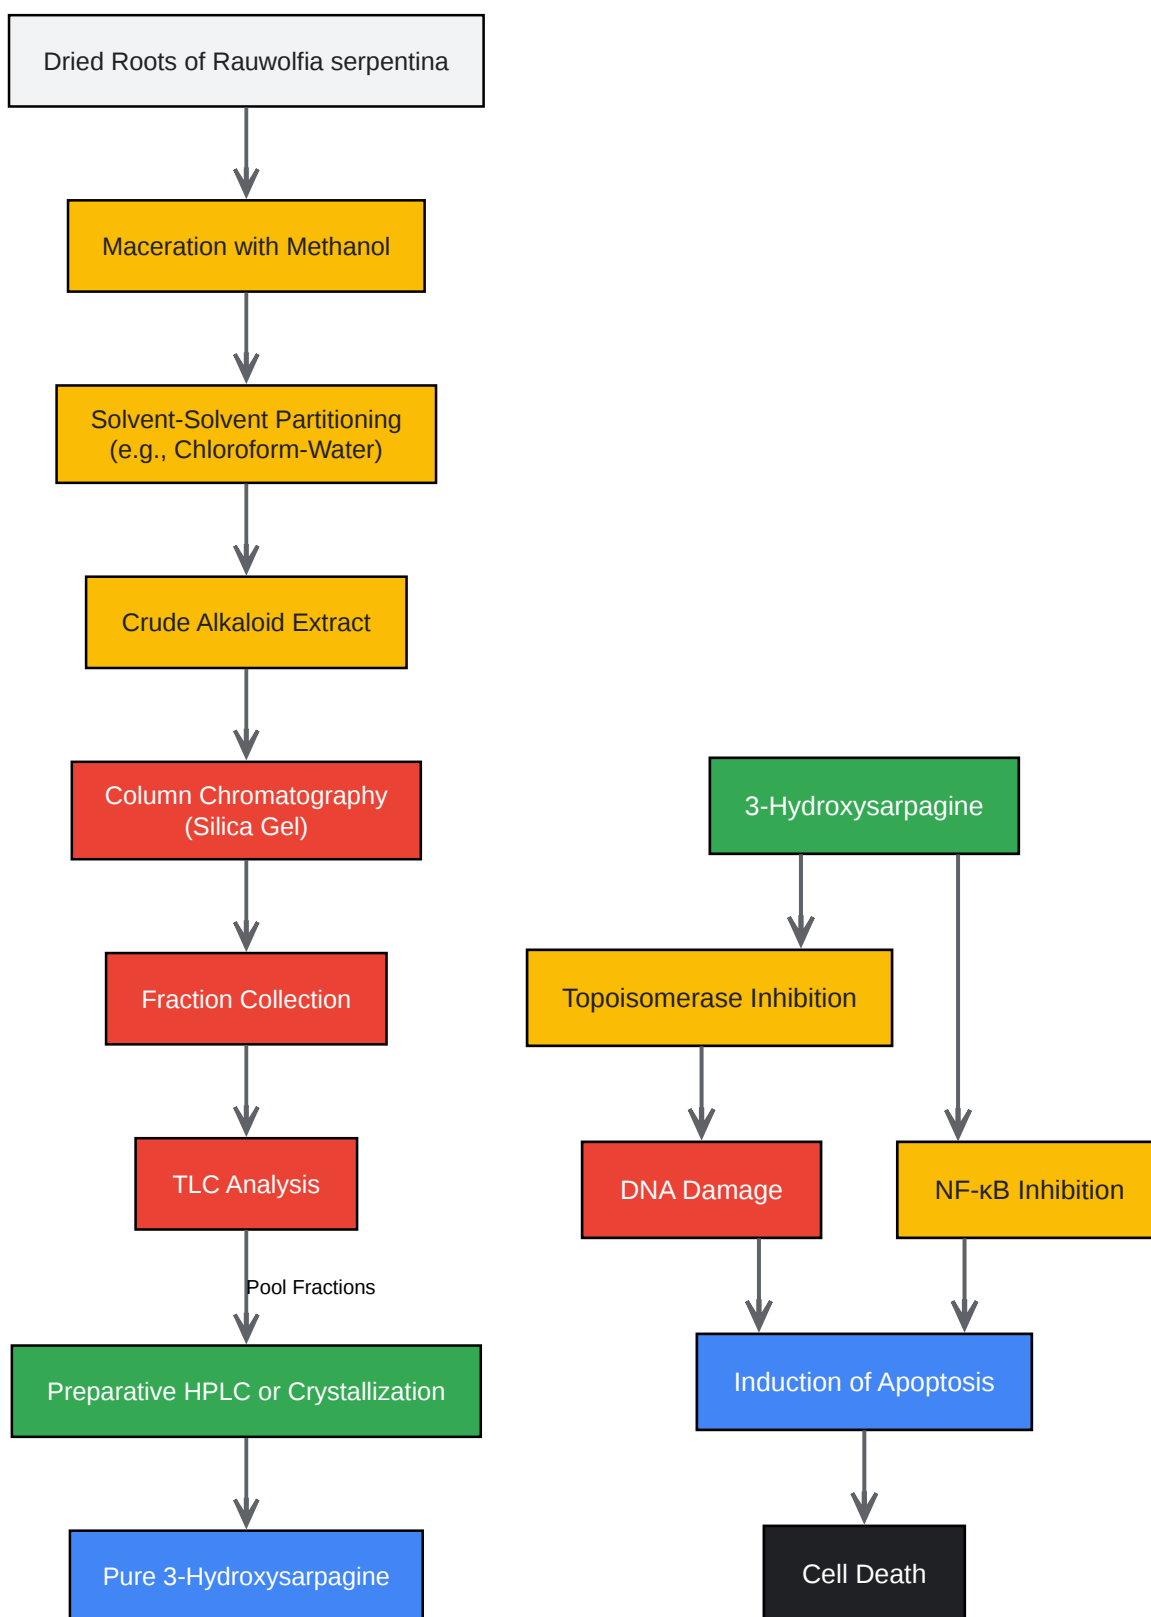 Dried Roots of Rauwolfia serpentina
Maceration with Methanol
Solvent-Solvent Partitioning
(e.g., Chloroform-Water)
Crude Alkaloid Extract
Column Chromatography
(Silica Gel)
Fraction Collection
TLC Analysis
Pool Fractions
Preparative HPLC or Crystallization
Pure 3-Hydroxysarpagine
3-Hydroxysarpagine
Topoisomerase Inhibition
DNA Damage
NF-κB Inhibition
Induction of Apoptosis
Cell Death